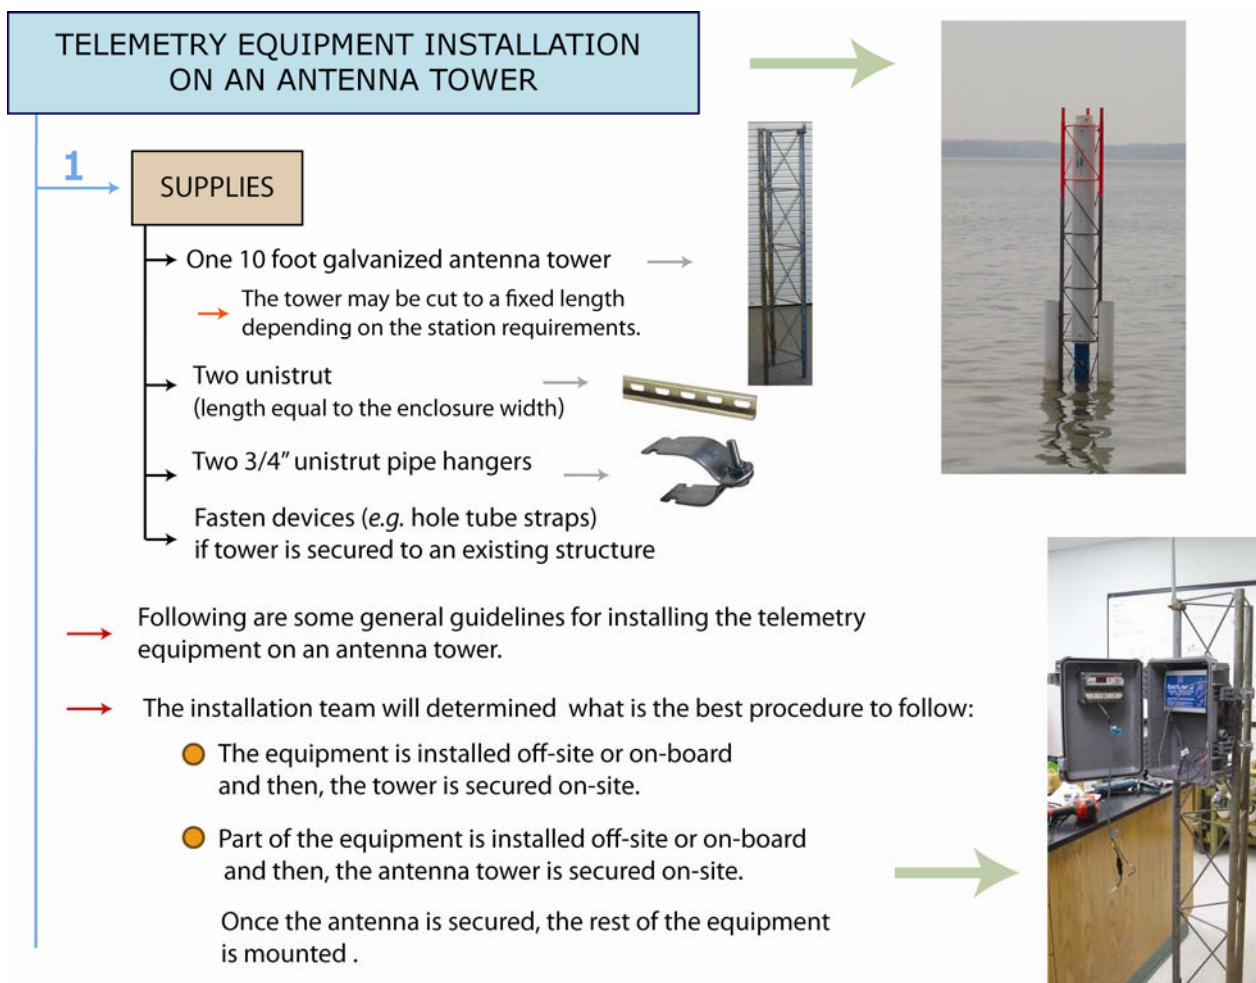 TELEMETRY EQUIPMENT INSTALLATION
ON AN ANTENNA TOWER
1
SUPPLIES
One 10 foot galvanized antenna tower
The tower may be cut to a fixed length
depending on the station requirements.
Two unistrut
(length equal to the enclosure width)
Two 3/4” unistrut pipe hangers
Fasten devices (e.g. hole tube straps)
if tower is secured to an existing structure
Following are some general guidelines for installing the telemetry
equipment on an antenna tower.
The installation team will determined what is the best procedure to follow:
The equipment is installed off-site or on-board
and then, the tower is secured on-site.
Part of the equipment is installed off-site or on-board
and then, the antenna tower is secured on-site.
Once the antenna is secured, the rest of the equipment
is mounted .